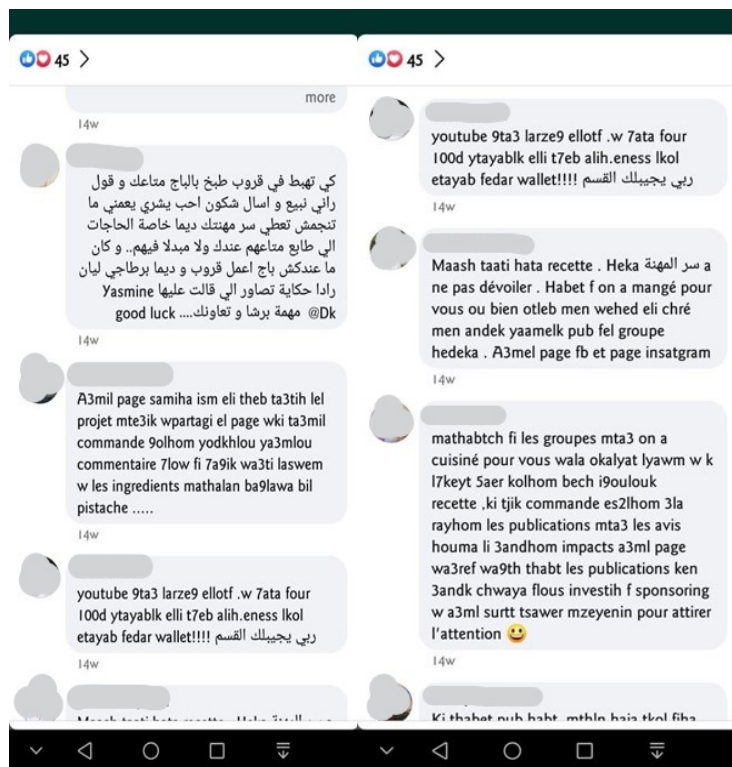 45 >
more
14w
كي تهبط في قروب طبخ بالباج متاعك و قول
راني نبيع و اسال شكون احب يشري يعمني ما
تنجمش تعطي سر مهنتك ديما خاصة الحاجات
الي طابع متاعهم عندك ولا مبدلا فيهم.. و كان
ما عندكش باج اعمل قروب و ديما برطاجي ليان
رادا حكاية تصاور الي قالت عليها Yasmine
Dk@ مهمة برشا و تعاونك.... good luck
14w
A3mil page samiha ism eli theb ta3tih lel
projet mte3ik wpartagi el page wki ta3mil
commande 9olhom yodkhlou ya3mlou
commentaire 7low fi 7a9ik wa3ti laswem
w les ingredients mathalan ba9lawa bil
pistache .....
14w
youtube 9ta3 larze9 ellotf .w 7ata four
100d ytayablk elli t7eb alih.eness lkol
etayab fedar wallet!!!! ربي يجيبلك القسم
14w
45 >
youtube 9ta3 larze9 ellotf .w 7ata four
100d ytayablk elli t7eb alih.eness lkol
etayab fedar wallet!!!! ربي يجيبلك القسم
14w
Maash taati hata recette . Heka سر المهنة a
ne pas dévoiler . Habet f on a mangé pour
vous ou bien otleb men wehed eli chré
men andek yaamelk pub fel groupe
hedeka . A3mel page fb et page insatgram
14w
mathabtch fi les groupes mta3 on a
cuisiné pour vous wala okalyat lyawm w k
l7keyt 5aer kolhom bech i9oulouk
recette ,ki tjik commande es2lhom 3la
rayhom les publications mta3 les avis
houma li 3andhom impacts a3ml page
wa3ref wa9th thabt les publications ken
3andk chwaya flous investih f sponsoring
w a3ml surtt tsawer mzeyenin pour attirer
l'attention 😃
14w
Ki thabet pub habt mthln haja tkol fiha